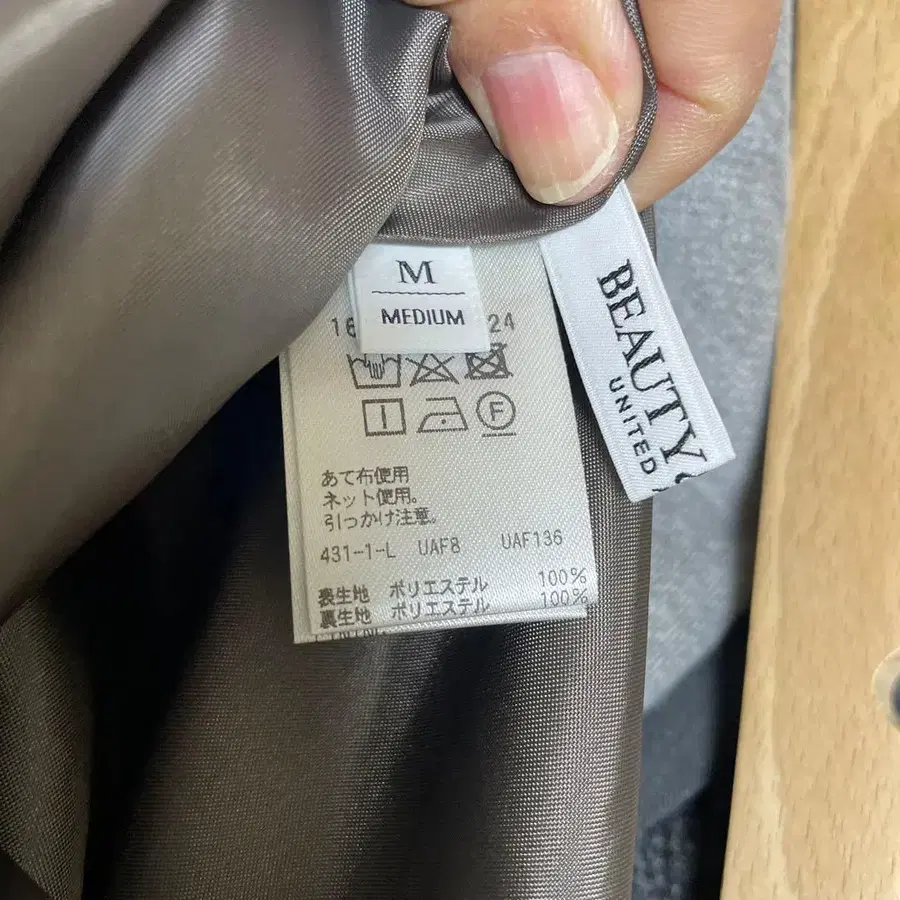 M
MEDIUM
16
24
F
あて布使用
ネット使用。
引っかけ注意。
431-1-L UAF8 UAF136
表生地 ポリエステル 100%
裏生地 ポリエステル 100%
BEAUTY &
UNITED